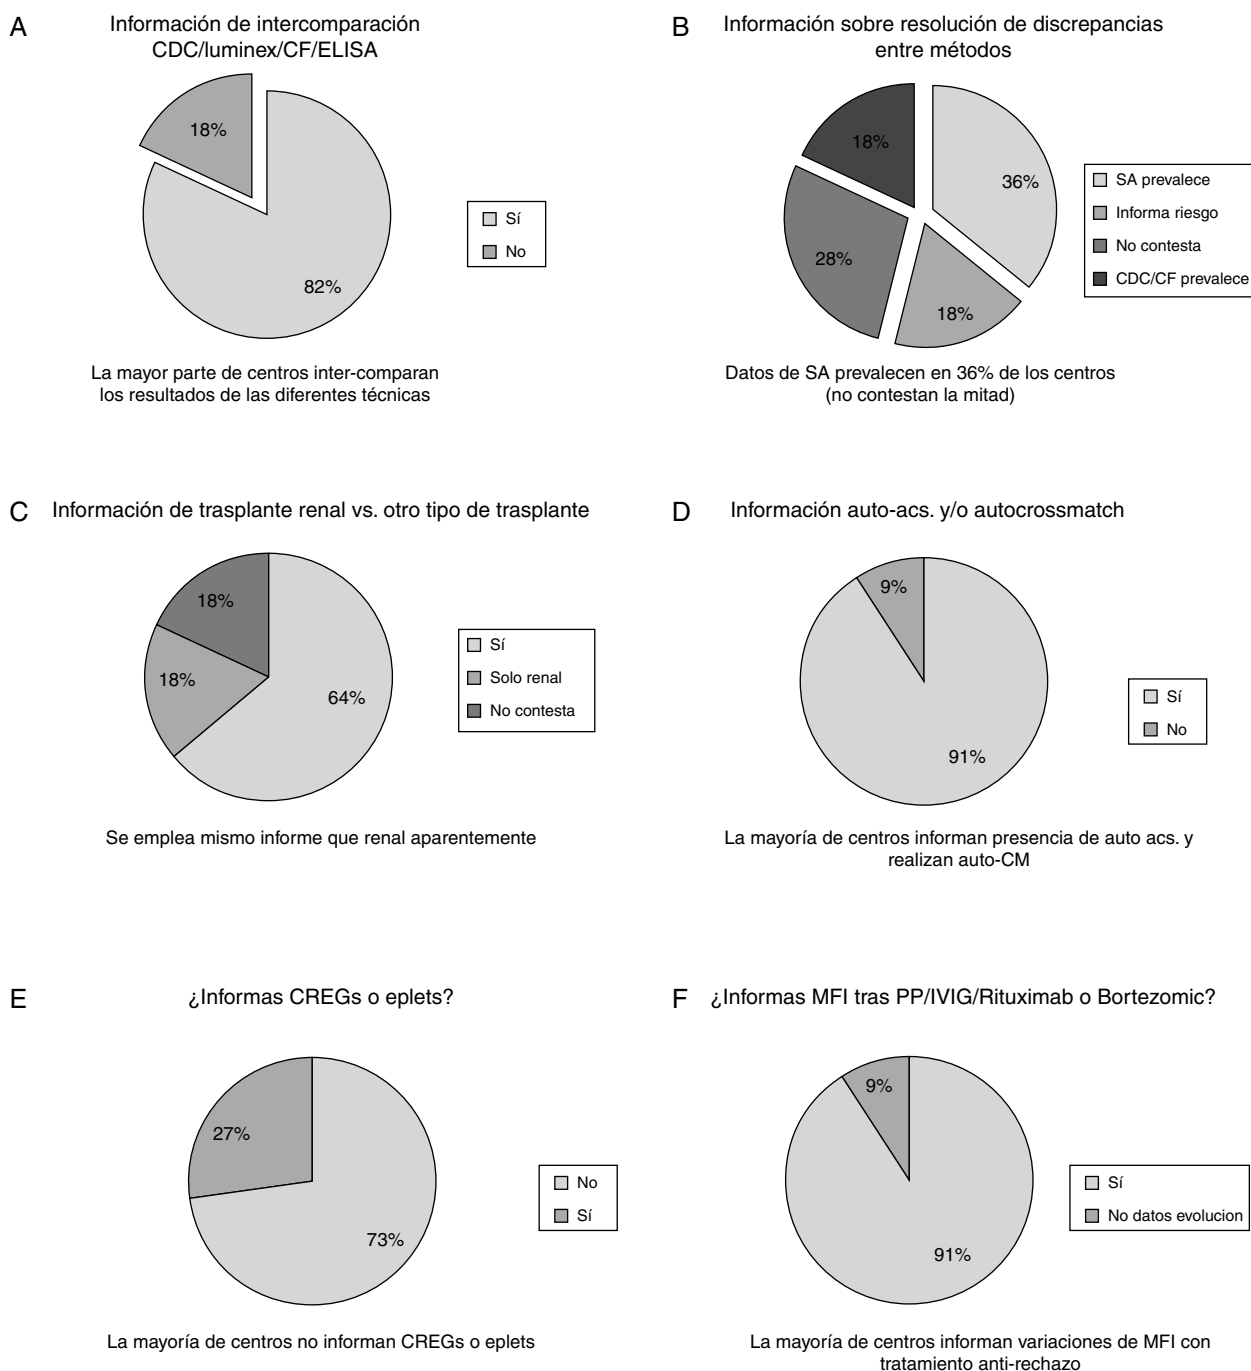 A
Información de intercomparación
CDC/luminex/CF/ELISA
18%
82%
Sí
No
La mayor parte de centros inter-comparan
los resultados de las diferentes técnicas
B
Información sobre resolución de discrepancias
entre métodos
18%
36%
28%
18%
SA prevalece
Informa riesgo
No contesta
CDC/CF prevalece
Datos de SA prevalecen en 36% de los centros
(no contestan la mitad)
C
Información de trasplante renal vs. otro tipo de trasplante
18%
18%
64%
Sí
Solo renal
No contesta
Se emplea mismo informe que renal aparentemente
D
Información auto-acs. y/o autocrossmatch
9%
91%
Sí
No
La mayoría de centros informan presencia de auto acs. y
realizan auto-CM
E
¿Informas CREGs o eplets?
27%
73%
No
Sí
La mayoría de centros no informan CREGs o eplets
F
¿Informas MFI tras PP/IVIG/Rituximab o Bortezomic?
9%
91%
Sí
No datos evolucion
La mayoría de centros informan variaciones de MFI con
tratamiento anti-rechazo